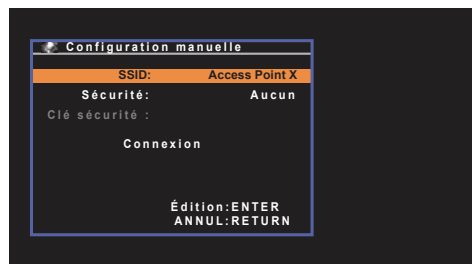 Configuration manuelle
SSID: Access Point X
Sécurité: Aucun
Clé sécurité :
Connexion
Édition:ENTER
ANNUL:RETURN